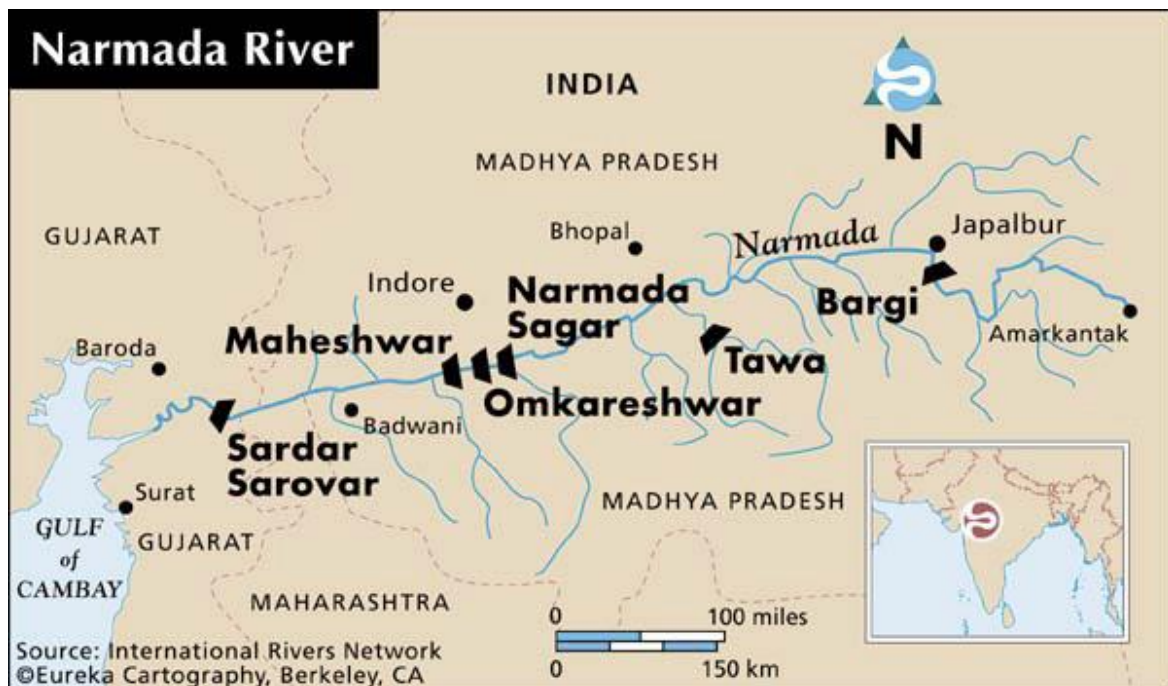 Narmada River
INDIA
N
MADHYA PRADESH
GUJARAT
Bhopal
Narmada
Japalbur
Indore
Narmada
Sagar
Bargi
Maheshwar
Amarkantak
Baroda
Tawa
Omkareshwar
Badwani
Sardar
Sarovar
Surat
MADHYA PRADESH
GULF
of
CAMBAY
GUJARAT
MAHARASHTRA
0 100 miles
0 150 km
Source: International Rivers Network
©Eureka Cartography, Berkeley, CA